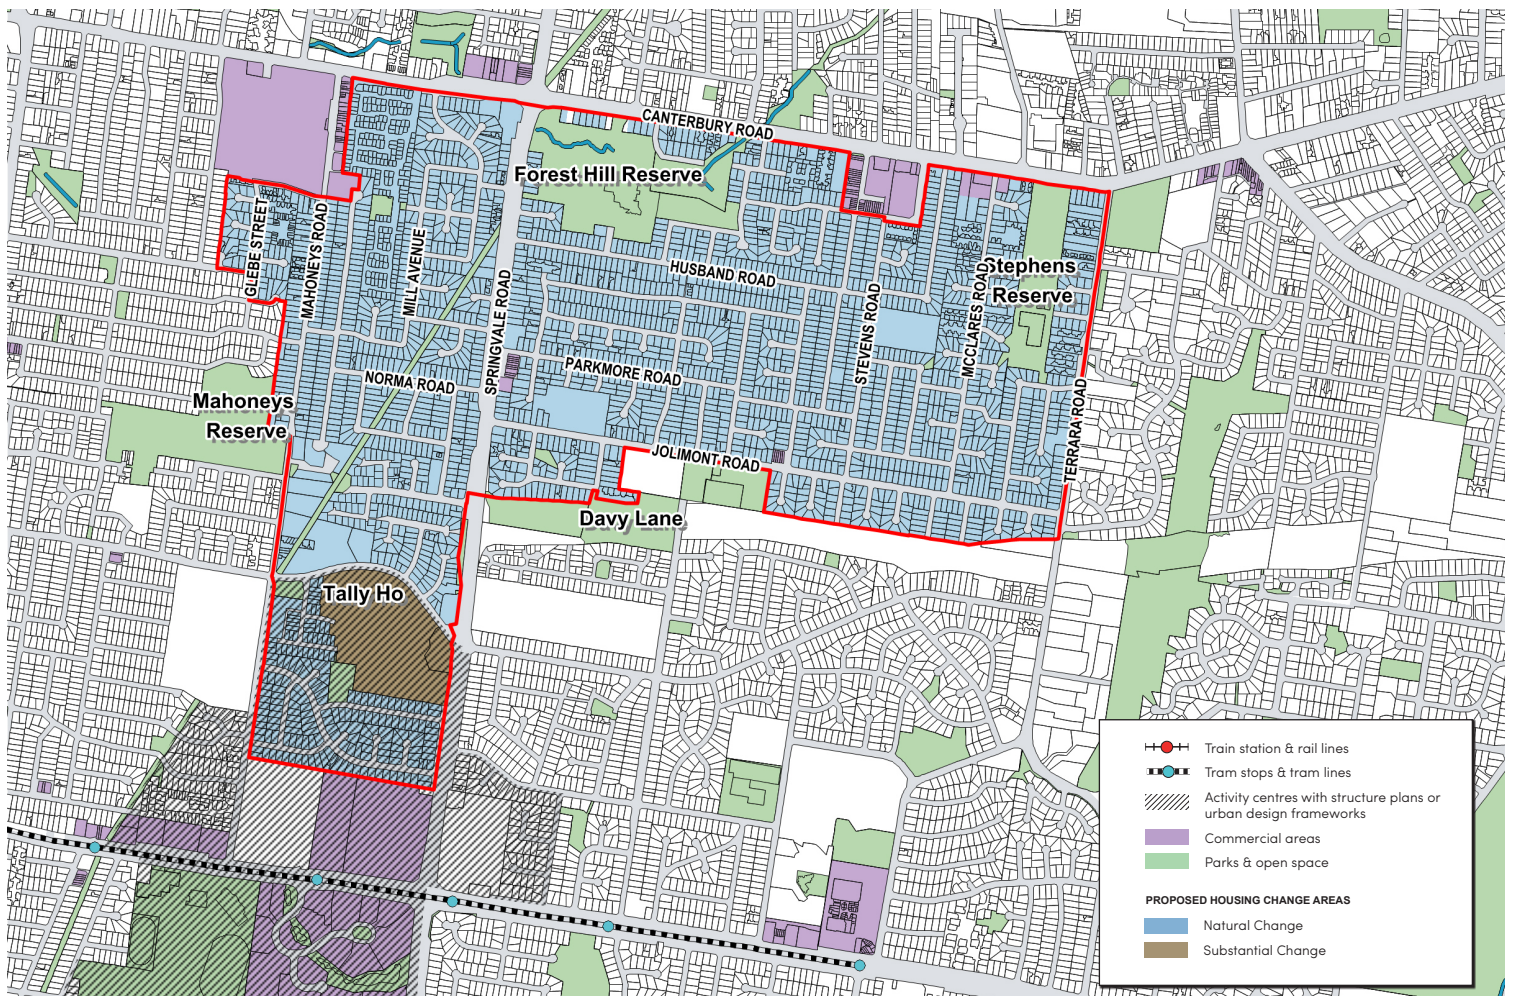 CANTERBURY ROAD
Forest Hill Reserve
GLEBE STREET
MAHONEYS ROAD
MILL AVENUE
SPRINGVALE ROAD
HUSBAND ROAD
STEVENS ROAD
MCCLARES ROAD
Stephens
Reserve
PARKMORE ROAD
NORMA ROAD
TERRARA ROAD
Mahoneys
Reserve
JOLIMONT ROAD
Davy Lane
Tally Ho
Train station & rail lines
Tram stops & tram lines
Activity centres with structure plans or
urban design frameworks
Commercial areas
Parks & open space
PROPOSED HOUSING CHANGE AREAS
Natural Change
Substantial Change